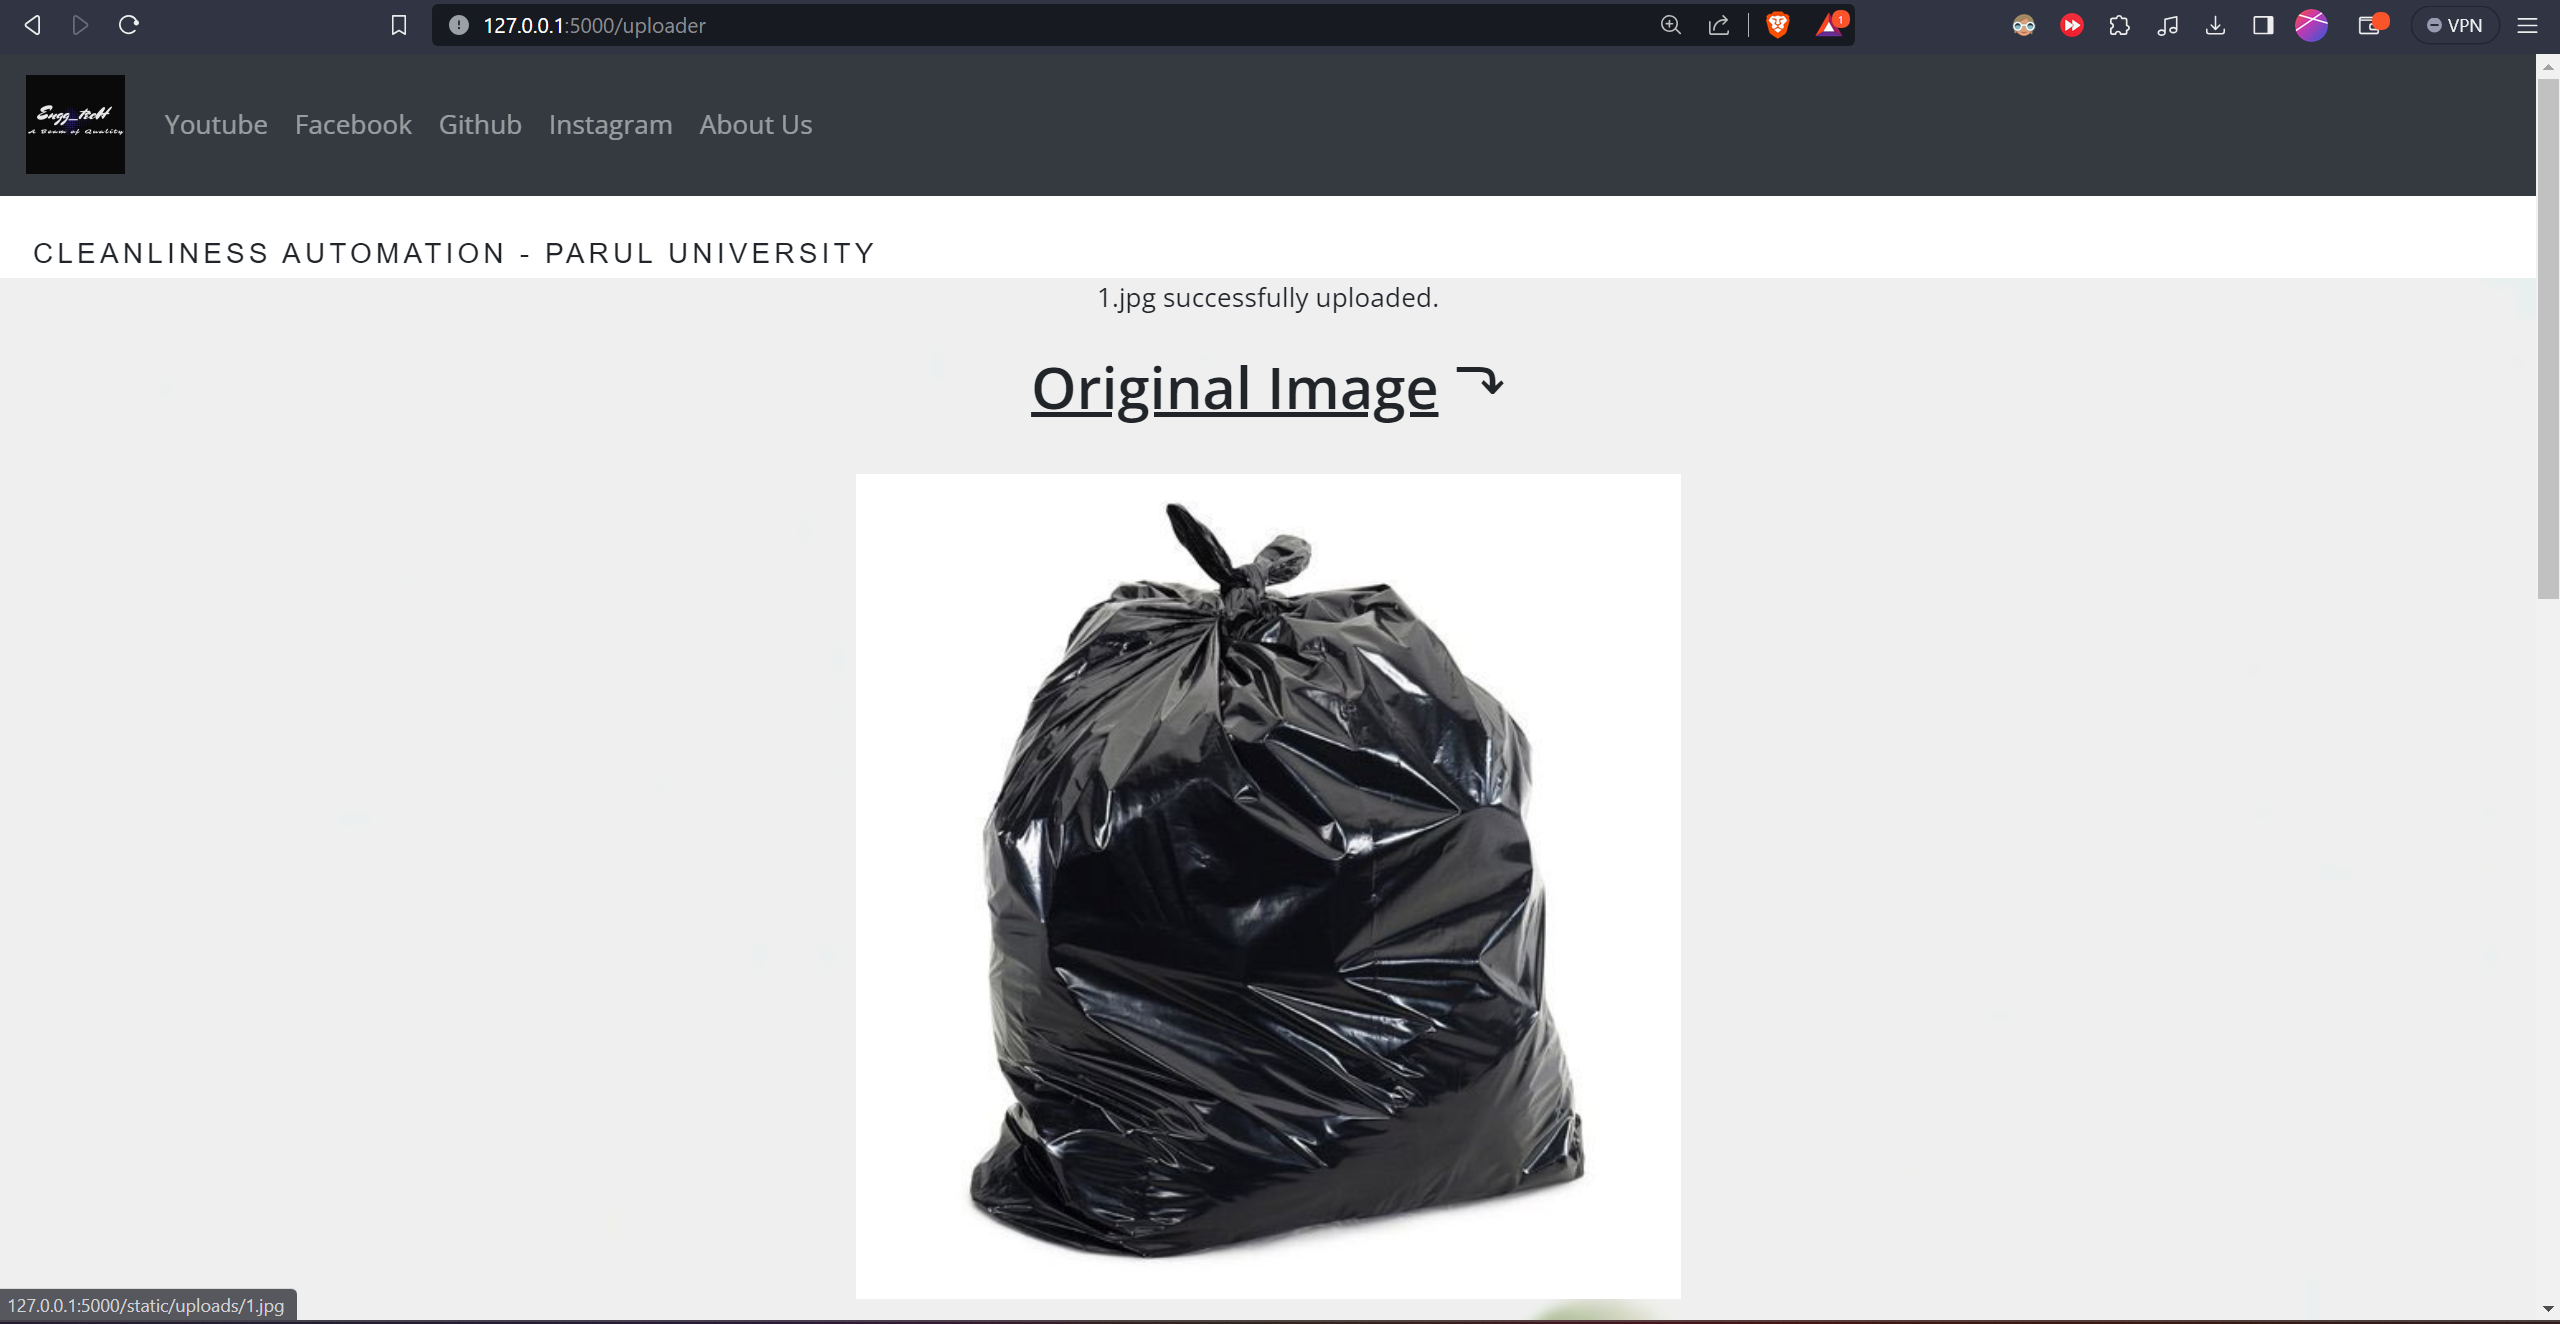 127.0.0.1:5000/uploader
1
VPN
Engg_tecH
A Beam of Quality
Youtube Facebook Github Instagram About Us
CLEANLINESS AUTOMATION - PARUL UNIVERSITY
1.jpg successfully uploaded.
Original Image ⤵
127.0.0.1:5000/static/uploads/1.jpg